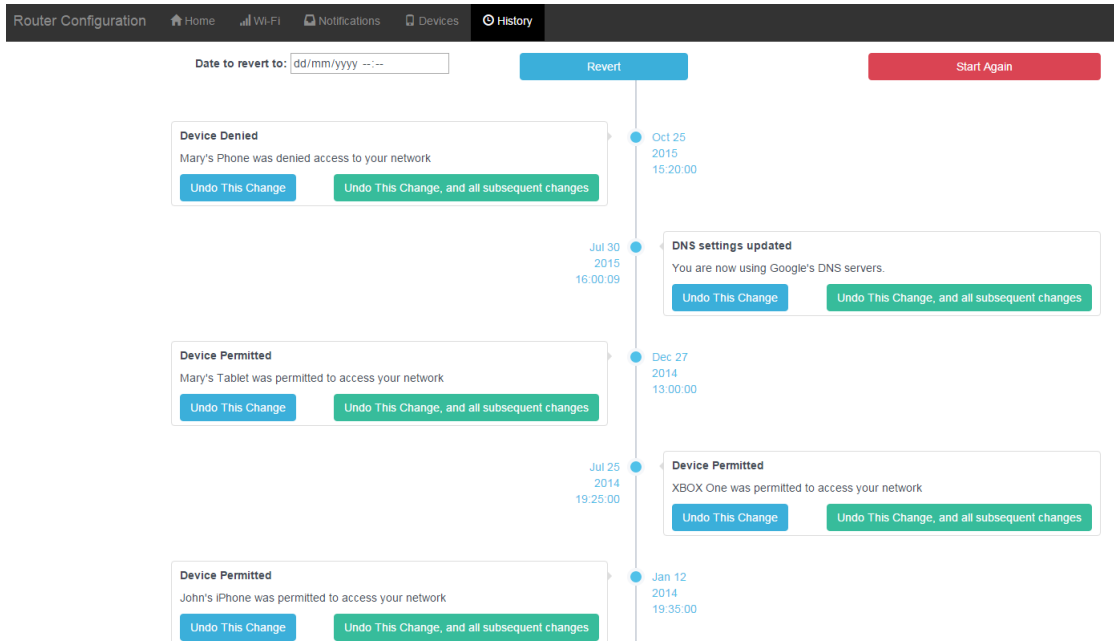 Router Configuration Home Wi-Fi Notifications Devices History
Date to revert to: dd/mm/yyyy --:-- Revert Start Again
Device Denied
Mary's Phone was denied access to your network
Undo This Change Undo This Change, and all subsequent changes
Oct 25
2015
15:20:00
Jul 30
2015
16:00:09
DNS settings updated
You are now using Google's DNS servers.
Undo This Change Undo This Change, and all subsequent changes
Device Permitted
Mary's Tablet was permitted to access your network
Undo This Change Undo This Change, and all subsequent changes
Dec 27
2014
13:00:00
Jul 25
2014
19:25:00
Device Permitted
XBOX One was permitted to access your network
Undo This Change Undo This Change, and all subsequent changes
Device Permitted
John's iPhone was permitted to access your network
Undo This Change Undo This Change, and all subsequent changes
Jan 12
2014
19:35:00